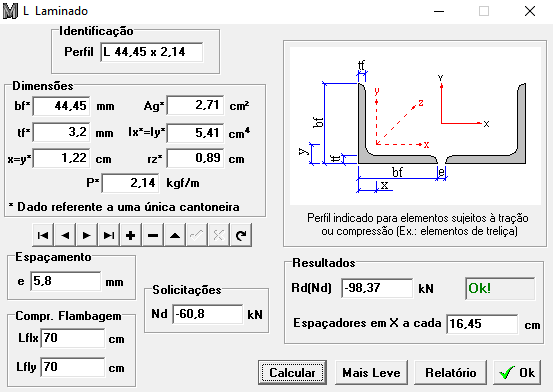 L Laminado
Identificação
Perfil L 44,45 x 2,14
Dimensões
bf* 44,45 mm Ag* 2,71 cm²
tf* 3,2 mm Ix*=Iy* 5,41 cm4
x=y* 1,22 cm rz* 0,89 cm
P* 2,14 kgf/m
* Dado referente a uma única cantoneira
Espaçamento
e 5,8 mm
Compr. Flambagem
Lflx 70 cm
Lfly 70 cm
Solicitações
Nd -60,8 kN
tf
y
z
x
bf
y
tf
bf
e
x
Y
X
Perfil indicado para elementos sujeitos à tração
ou compressão (Ex.: elementos de treliça)
Resultados
Rd(Nd) -98,37 kN Ok!
Espaçadores em X a cada 16,45 cm
Calcular Mais Leve Relatório Ok